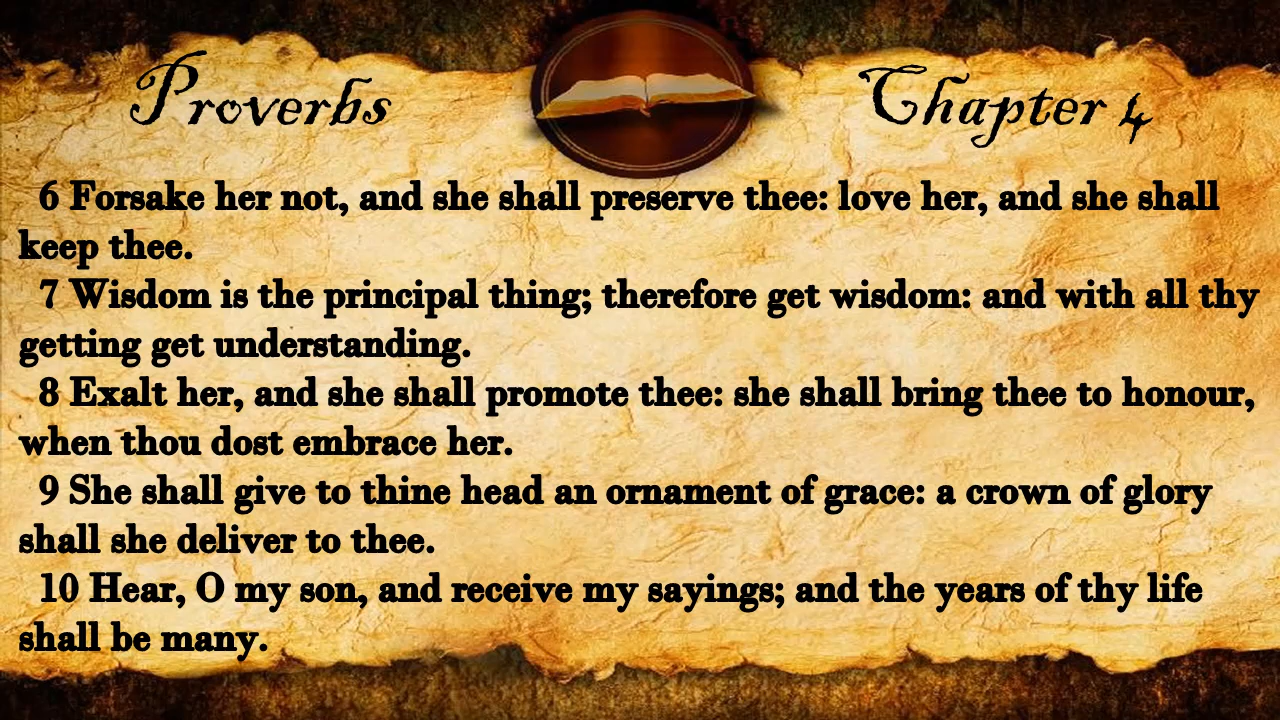 Proverbs Chapter 4
6 Forsake her not, and she shall preserve thee: love her, and she shall
keep thee.
7 Wisdom is the principal thing; therefore get wisdom: and with all thy
getting get understanding.
8 Exalt her, and she shall promote thee: she shall bring thee to honour,
when thou dost embrace her.
9 She shall give to thine head an ornament of grace: a crown of glory
shall she deliver to thee.
10 Hear, O my son, and receive my sayings; and the years of thy life
shall be many.